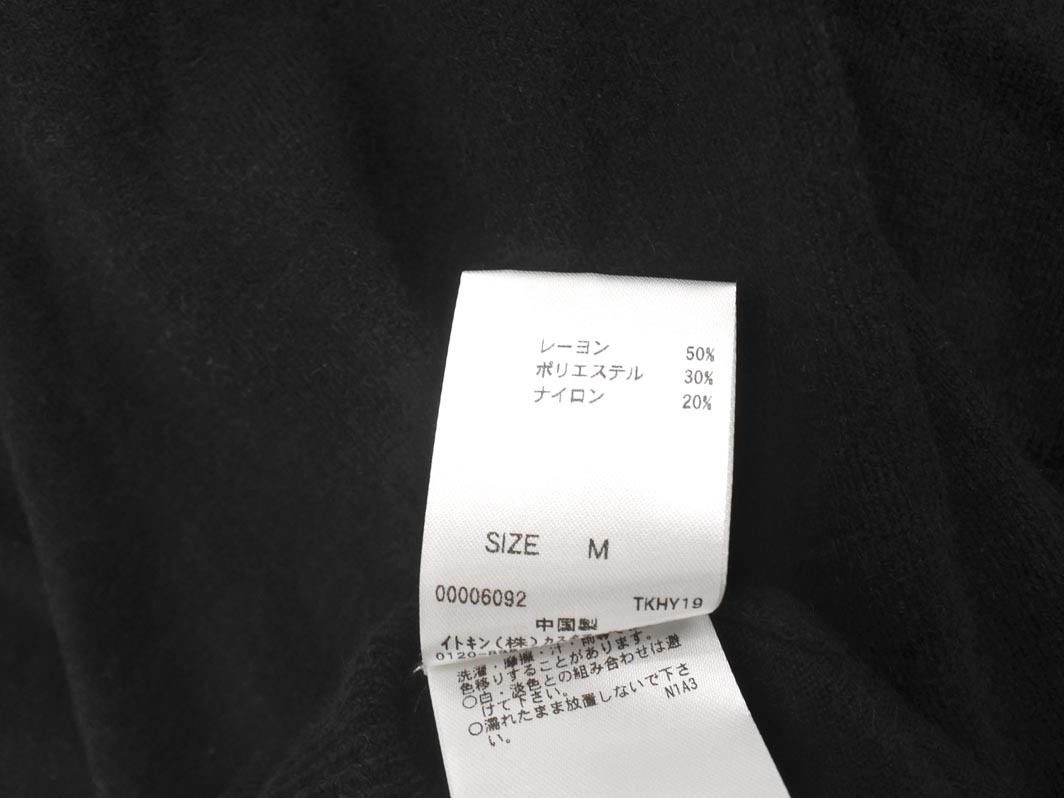 レーヨン 50%
ポリエステル 30%
ナイロン 20%
SIZE M
00006092 TKHY19
中国製
イトキン(株)
0120-
洗濯・摩擦・汗・雨等
色移りすることがあります。
○白・淡色との組み合わせは避
けて下さい。
○濡れたまま放置しないで下さ
い。
N1A3